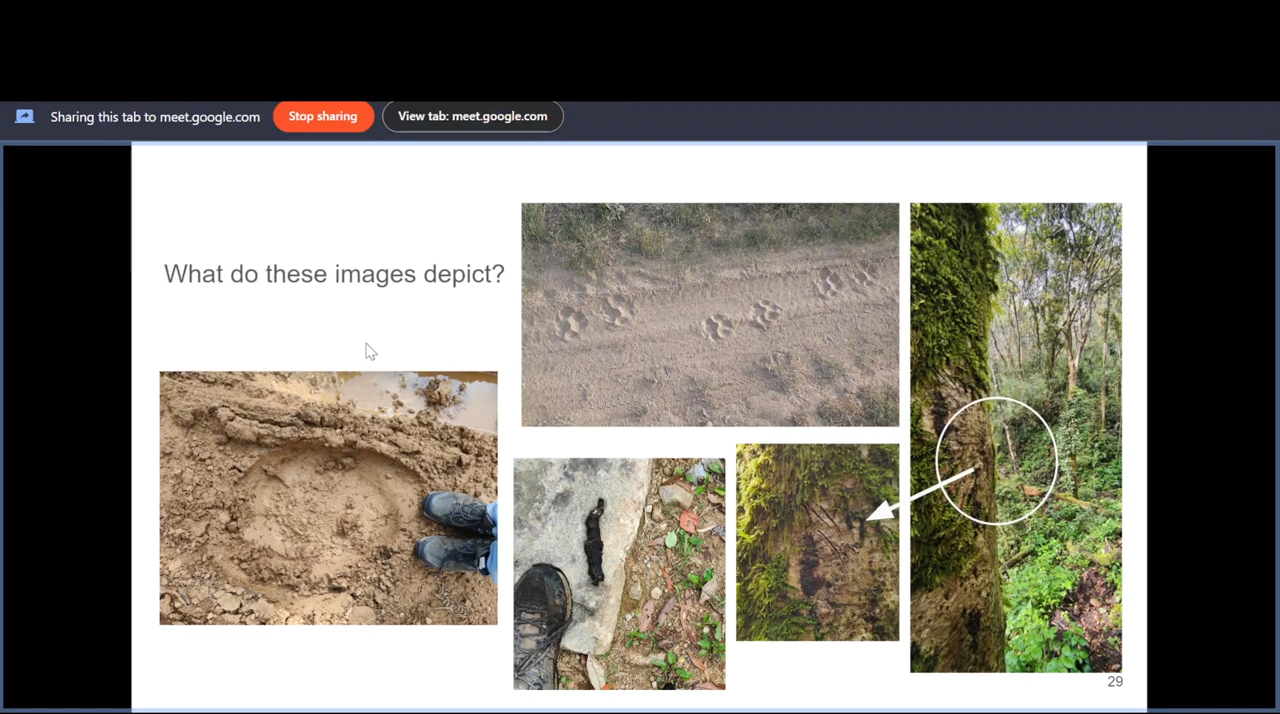 Sharing this tab to meet.google.com
Stop sharing
View tab: meet.google.com
What do these images depict?
29